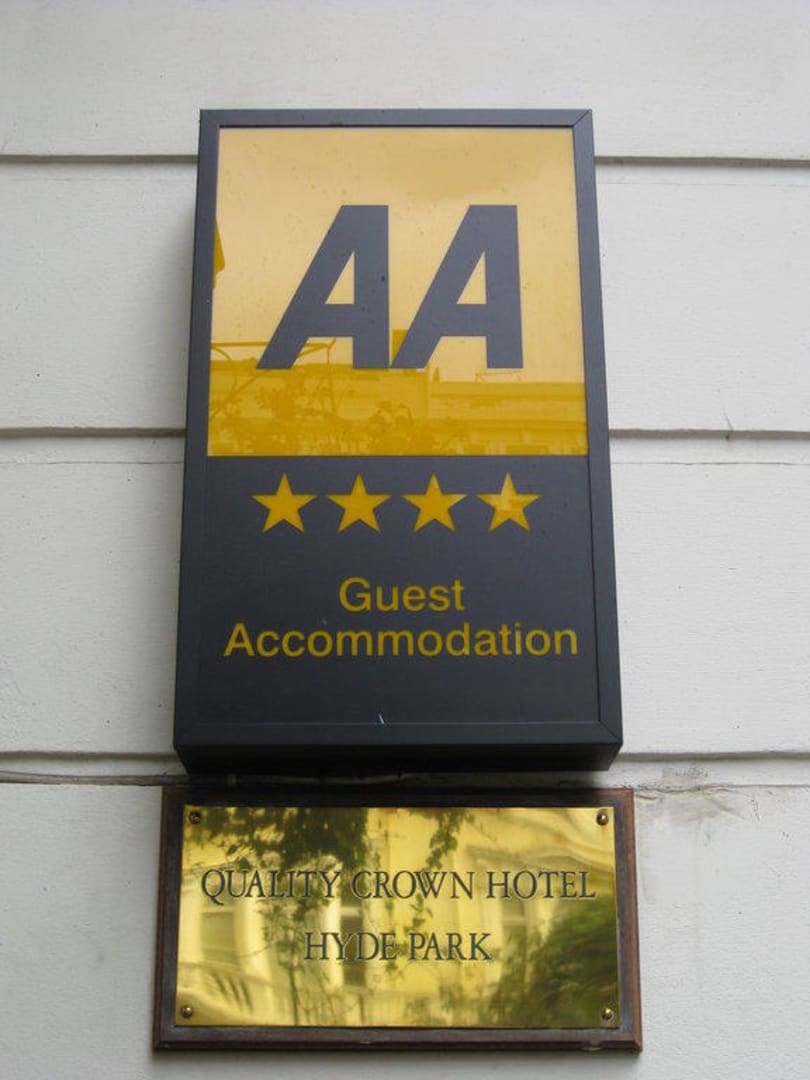 AA
Guest
Accommodation
QUALITY CROWN HOTEL
HYDE PARK